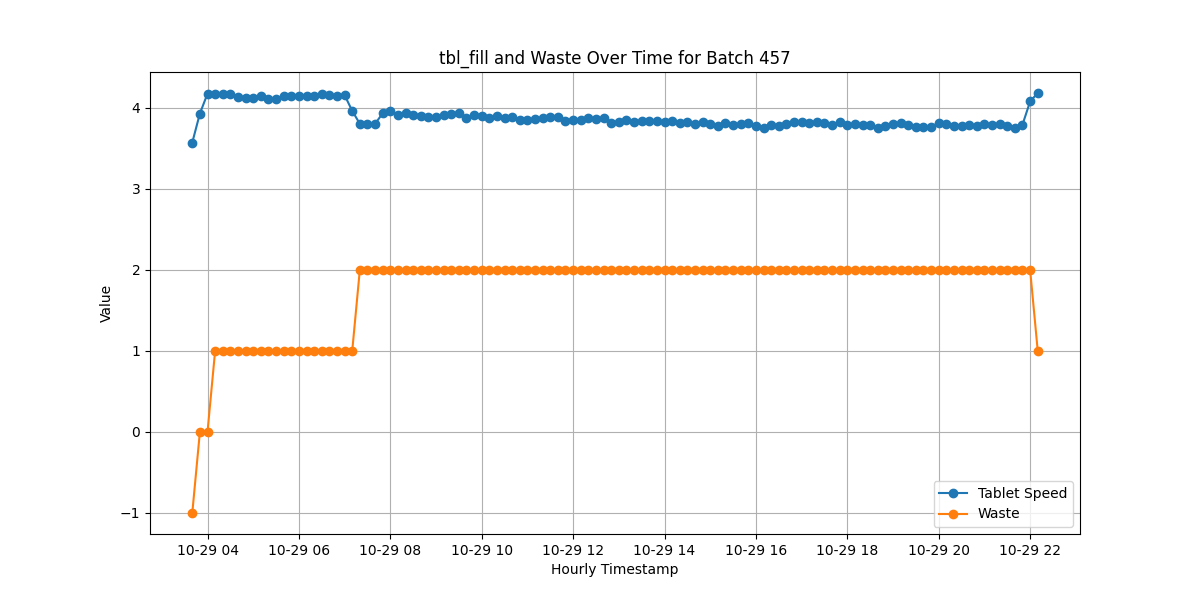 tbl_fill and Waste Over Time for Batch 457
Value
4
3
2
1
0
−1
Tablet Speed
Waste
10-29 04 10-29 06 10-29 08 10-29 10 10-29 12 10-29 14 10-29 16 10-29 18 10-29 20 10-29 22
Hourly Timestamp